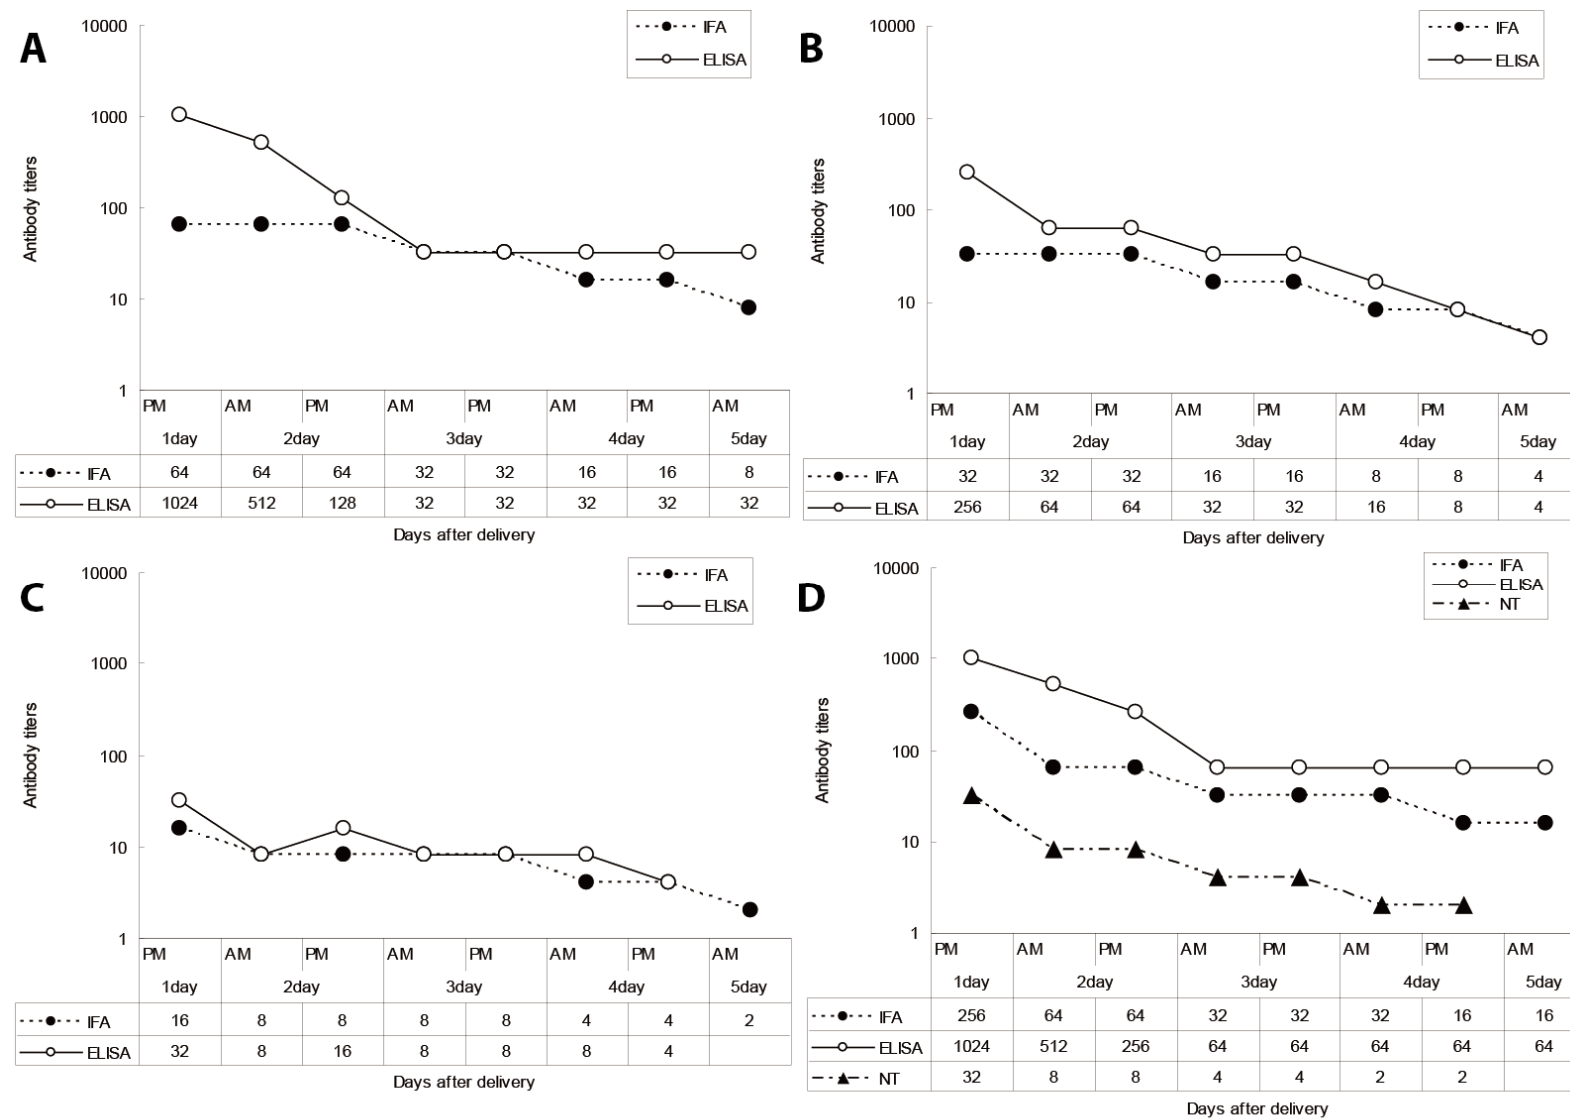 A
10000
1000
100
10
1
Antibody titers
IFA
ELISA
PM AM PM AM PM AM PM AM
1day 2day 3day 4day 5day
IFA 64 64 64 32 32 16 16 8
ELISA 1024 512 128 32 32 32 32 32
Days after delivery
B
10000
1000
100
10
1
Antibody titers
IFA
ELISA
PM AM PM AM PM AM PM AM
1day 2day 3day 4day 5day
IFA 32 32 32 16 16 8 8 4
ELISA 256 64 64 32 32 16 8 4
Days after delivery
C
10000
1000
100
10
1
Antibody titers
IFA
ELISA
PM AM PM AM PM AM PM AM
1day 2day 3day 4day 5day
IFA 16 8 8 8 8 4 4 2
ELISA 32 8 16 8 8 8 4
Days after delivery
D
10000
1000
100
10
1
Antibody titers
IFA
ELISA
NT
PM AM PM AM PM AM PM AM
1day 2day 3day 4day 5day
IFA 256 64 64 32 32 32 16 16
ELISA 1024 512 256 64 64 64 64 64
NT 32 8 8 4 4 2 2
Days after delivery